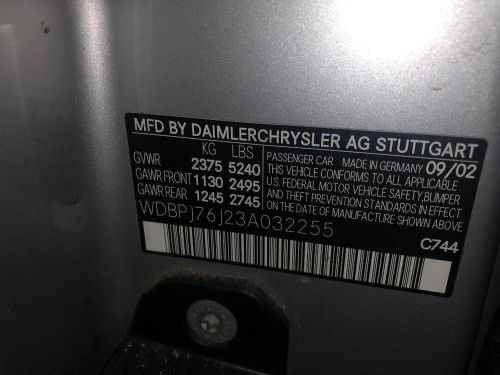 MFD BY DAIMLERCHRYSLER AG STUTTGART
KG LBS
GVWR 2375 5240
GAWR FRONT 1130 2495
GAWR REAR 1245 2745
PASSENGER CAR MADE IN GERMANY 09/02
THIS VEHICLE CONFORMS TO ALL APPLICABLE
U.S. FEDERAL MOTOR VEHICLE SAFETY, BUMPER
AND THEFT PREVENTION STANDARDS IN EFFECT
ON THE DATE OF MANUFACTURE SHOWN ABOVE
WDBPJ76J23A032255
C744